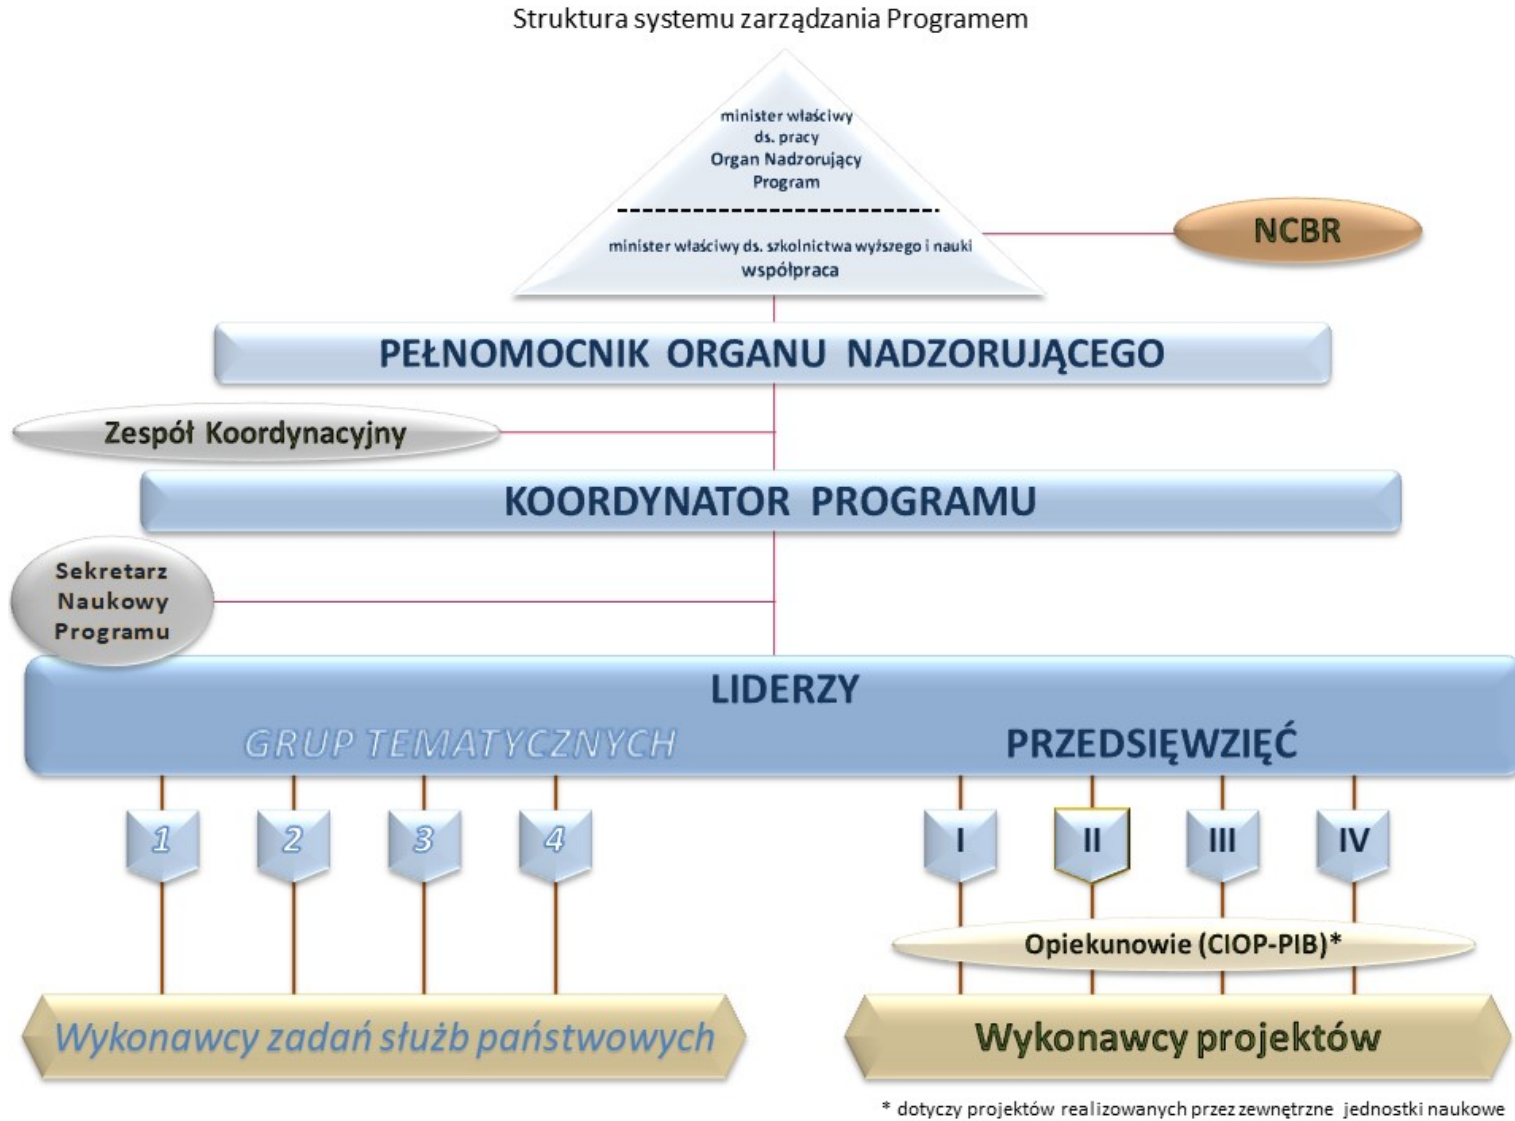 Struktura systemu zarządzania Programem
minister właściwy
ds. pracy
Organ Nadzorujący
Program
minister właściwy ds. szkolnictwa wyższego i nauki
współpraca
NCBR
PEŁNOMOCNIK ORGANU NADZORUJĄCEGO
Zespół Koordynacyjny
KOORDYNATOR PROGRAMU
Sekretarz
Naukowy
Programu
LIDERZY
GRUP TEMATYCZNYCH PRZEDSIĘWZIĘĆ
1 2 3 4 I II III IV
Opiekunowie (CIOP-PIB)*
Wykonawcy zadań służb państwowych Wykonawcy projektów
* dotyczy projektów realizowanych przez zewnętrzne jednostki naukowe